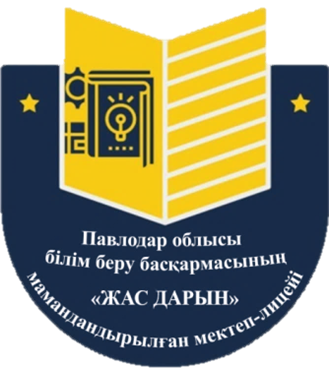 Павлодар облысы
білім беру басқармасының
«ЖАС ДАРЫН»
мамандандырылған мектеп-лицейі